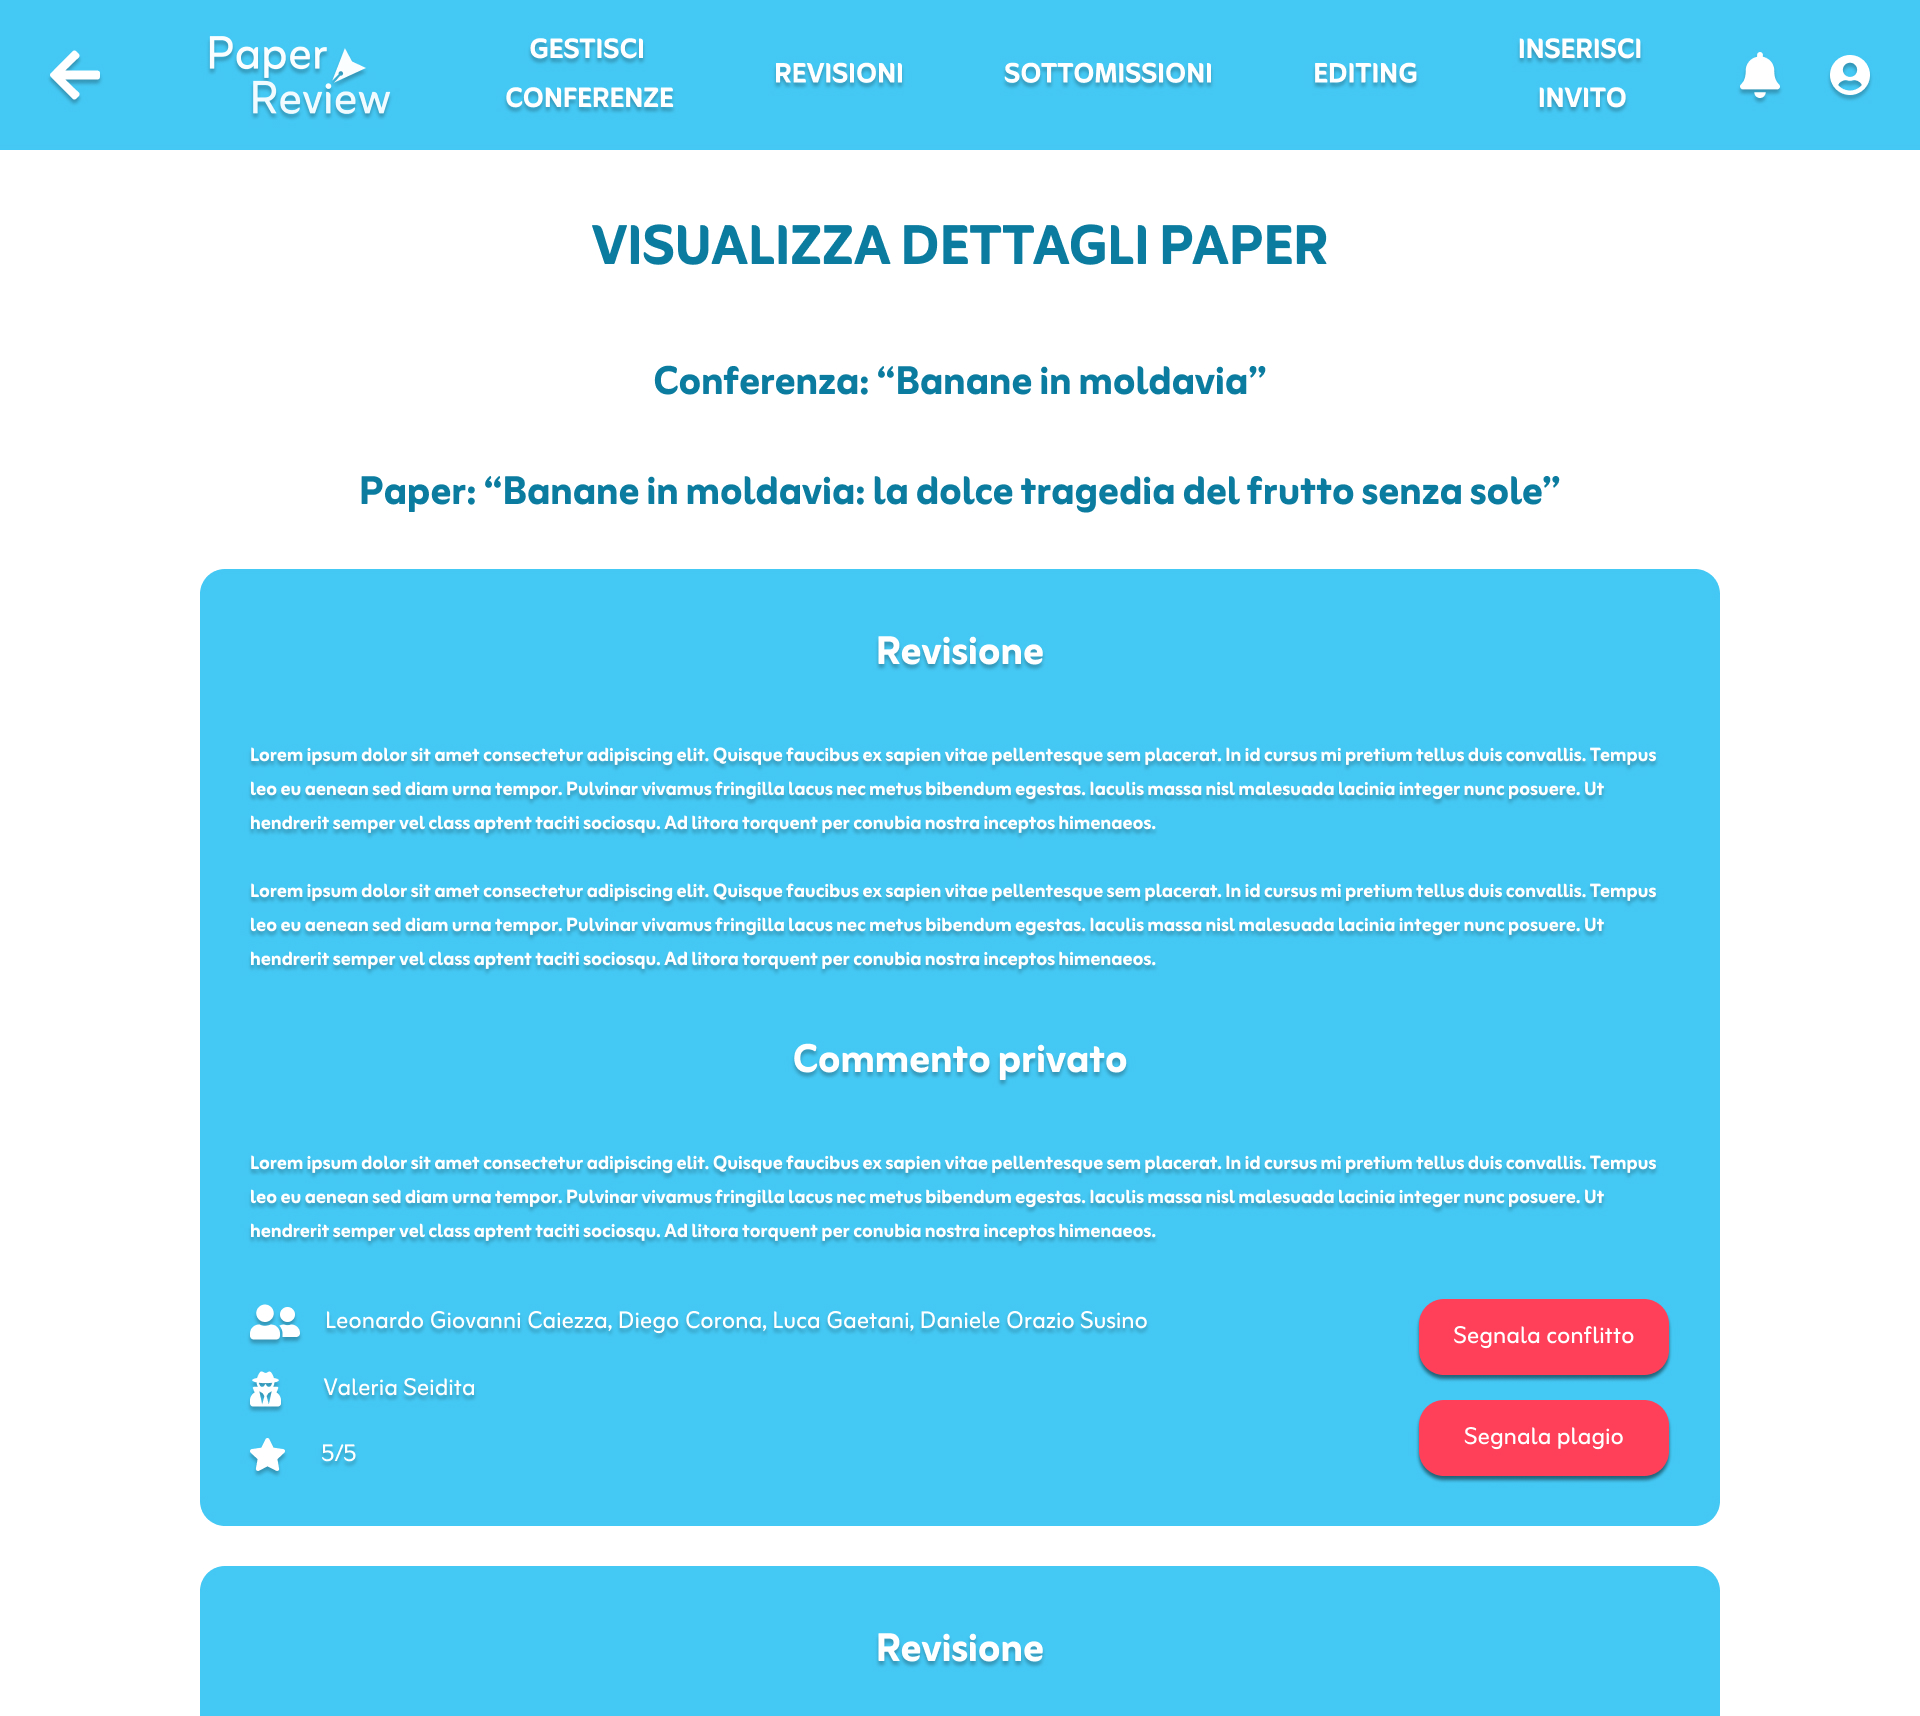 Paper
Review
GESTISCI
CONFERENZE
REVISIONI
SOTTOMISSIONI
EDITING
INSERISCI
INVITO
VISUALIZZA DETTAGLI PAPER
Conferenza: “Banane in moldavia”
Paper: “Banane in moldavia: la dolce tragedia del frutto senza sole”
Revisione
Lorem ipsum dolor sit amet consectetur adipiscing elit. Quisque faucibus ex sapien vitae pellentesque sem placerat. In id cursus mi pretium tellus duis convallis. Tempus
leo eu aenean sed diam urna tempor. Pulvinar vivamus fringilla lacus nec metus bibendum egestas. Iaculis massa nisl malesuada lacinia integer nunc posuere. Ut
hendrerit semper vel class aptent taciti sociosqu. Ad litora torquent per conubia nostra inceptos himenaeos.
Lorem ipsum dolor sit amet consectetur adipiscing elit. Quisque faucibus ex sapien vitae pellentesque sem placerat. In id cursus mi pretium tellus duis convallis. Tempus
leo eu aenean sed diam urna tempor. Pulvinar vivamus fringilla lacus nec metus bibendum egestas. Iaculis massa nisl malesuada lacinia integer nunc posuere. Ut
hendrerit semper vel class aptent taciti sociosqu. Ad litora torquent per conubia nostra inceptos himenaeos.
Commento privato
Lorem ipsum dolor sit amet consectetur adipiscing elit. Quisque faucibus ex sapien vitae pellentesque sem placerat. In id cursus mi pretium tellus duis convallis. Tempus
leo eu aenean sed diam urna tempor. Pulvinar vivamus fringilla lacus nec metus bibendum egestas. Iaculis massa nisl malesuada lacinia integer nunc posuere. Ut
hendrerit semper vel class aptent taciti sociosqu. Ad litora torquent per conubia nostra inceptos himenaeos.
Leonardo Giovanni Caiezza, Diego Corona, Luca Gaetani, Daniele Orazio Susino
Segnala conflitto
Valeria Seidita
Segnala plagio
5/5
Revisione